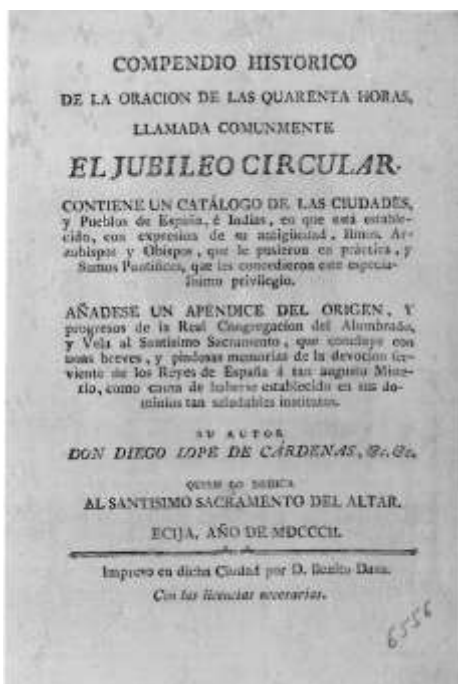 COMPENDIO HISTORICO
DE LA ORACION DE LAS QUARENTA HORAS,
LLAMADA COMUNMENTE
EL JUBILEO CIRCULAR.
CONTIENE UN CATÁLOGO DE LAS CIUDADES,
y Pueblos de España, é Indias, en que está estable-
cido, con expresion de su antigüedad, Ilmos. Ar-
zobispos y Obispos, que le pusieron en práctica, y
Sumos Pontífices, que les concedieron este especia-
lísimo privilegio.
AÑADESE UN APENDICE DEL ORIGEN, Y
progresos de la Real Congregacion del Alumbrado,
y Vela al Santísimo Sacramento, que concluye con
unas breves, y piadosas memorias de la devocion fer-
viente de los Reyes de España á tan augusto Miste-
rio, como causa de haberse establecido en sus do-
minios tan saludables institutos.
SU AUTOR
DON DIEGO LOPE DE CÁRDENAS, &c. &c.
QUIEN LO DEDICA
AL SANTISIMO SACRAMENTO DEL ALTAR.
ECIJA, AÑO DE MDCCCII.
Impreso en dicha Ciudad por D. Benito Daza.
Con las licencias necesarias.
6556